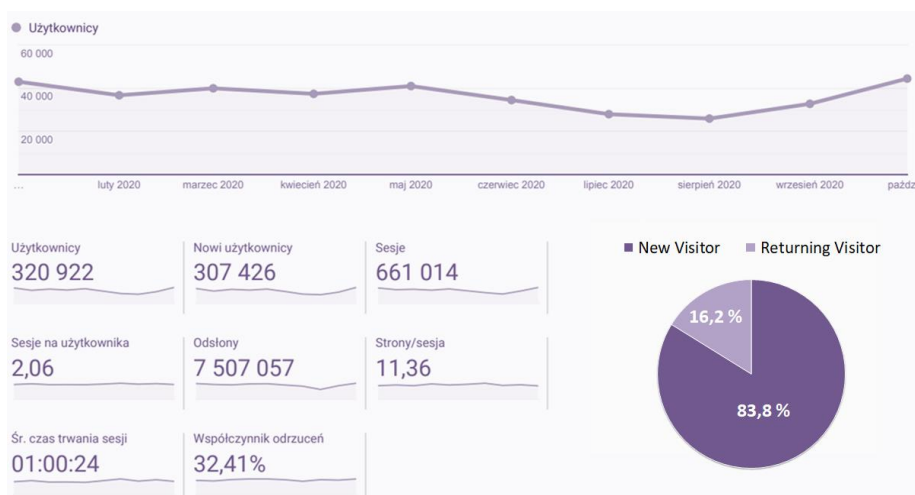 Użytkownicy
60 000
40 000
20 000
... luty 2020 marzec 2020 kwiecień 2020 maj 2020 czerwiec 2020 lipiec 2020 sierpień 2020 wrzesień 2020 paźdz
Użytkownicy
320 922
Nowi użytkownicy
307 426
Sesje
661 014
Sesje na użytkownika
2,06
Odsłony
7 507 057
Strony/sesja
11,36
Śr. czas trwania sesji
01:00:24
Współczynnik odrzuceń
32,41%
New Visitor Returning Visitor
16,2 %
83,8 %